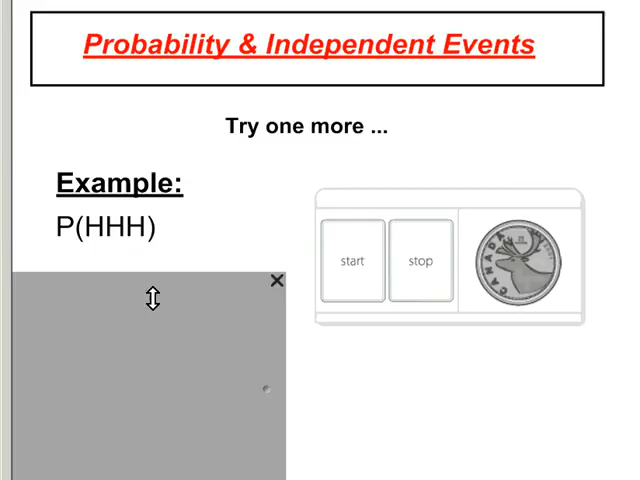 Probability & Independent Events
Try one more ...
Example:
P(HHH)
start stop
CANADA